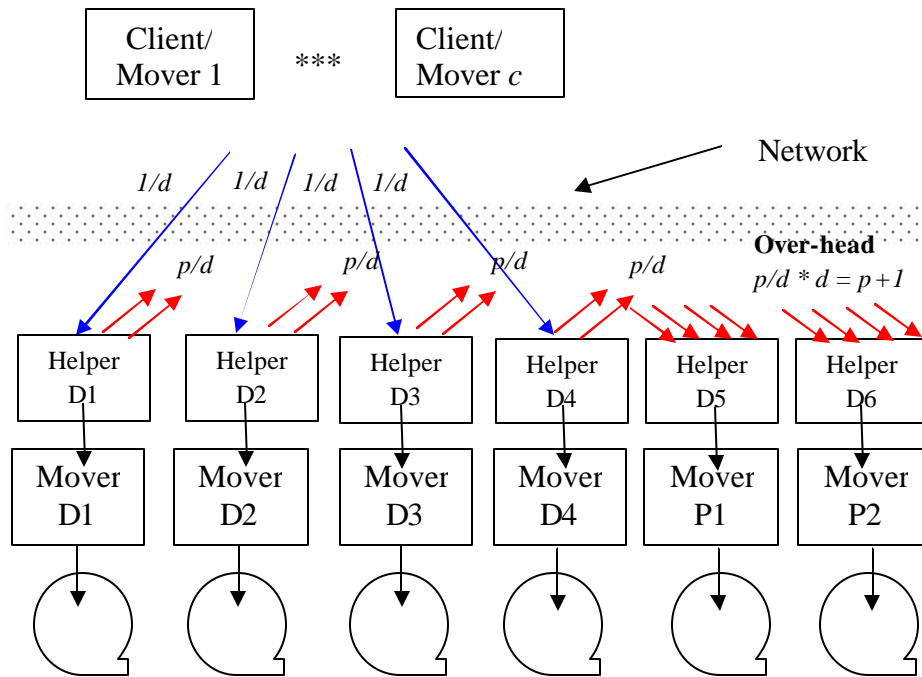 Client/
Mover 1
***
Client/
Mover c
Network
1/d
1/d
1/d
1/d
Over-head
p/d * d = p+1
p/d
p/d
p/d
p/d
Helper
D1
Helper
D2
Helper
D3
Helper
D4
Helper
D5
Helper
D6
Mover
D1
Mover
D2
Mover
D3
Mover
D4
Mover
P1
Mover
P2